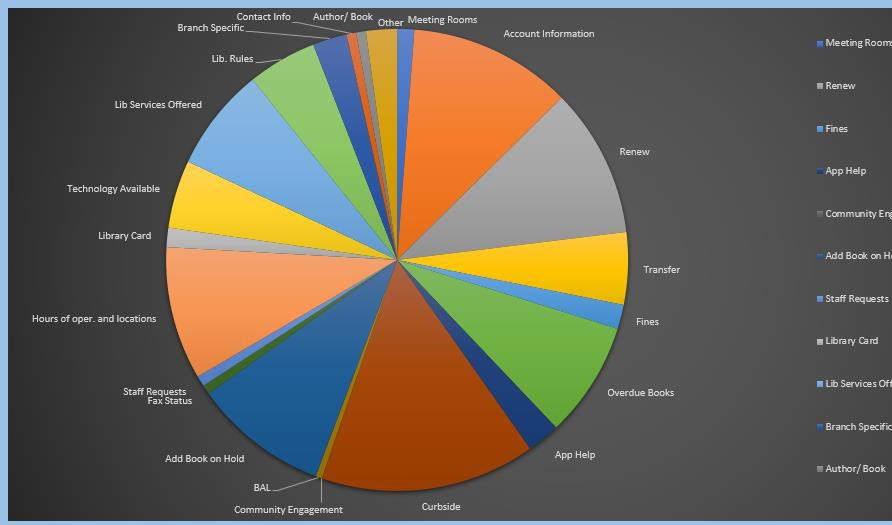 Contact Info
Author/ Book
Other
Meeting Rooms
Branch Specific
Account Information
Lib. Rules
Lib Services Offered
Renew
Technology Available
Library Card
Transfer
Hours of oper. and locations
Fines
Staff Requests
Fax Status
Overdue Books
Add Book on Hold
App Help
BAL
Community Engagement
Curbside
Meeting Rooms
Renew
Fines
App Help
Community Eng
Add Book on Ho
Staff Requests
Library Card
Lib Services Off
Branch Specific
Author/ Book